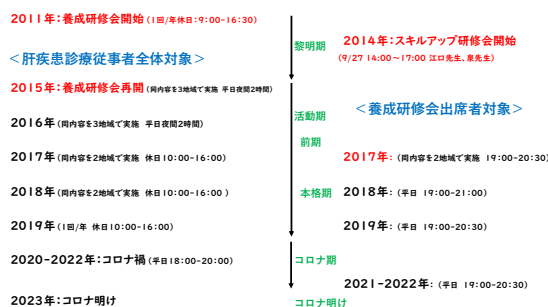 2011年：養成研修会開始（1回/年休日：9:00-16:30）
＜肝疾患診療従事者全体対象＞
2015年：養成研修会再開（同内容を3地域で実施 平日夜間2時間）
2016年（同内容を3地域で実施 平日夜間2時間）
2017年（同内容を2地域で実施 休日10:00-16:00）
2018年（同内容を2地域で実施 休日10:00-16:00 ）
2019年（1回/年 休日10:00-16:00）
2020-2022年：コロナ禍（平日18:00-20:00）
2023年：コロナ明け
黎明期
活動期
前期
本格期
コロナ期
コロナ明け
2014年：スキルアップ研修会開始
（9/27 14:00～17:00 江口先生、泉先生）
＜養成研修会出席者対象＞
2017年：（同内容を2地域で実施 19:00-20:30）
2018年：（平日 19:00-21:00）
2019年：（平日 19:00-20:30）
2021-2022年：（平日 19:00-20:30）